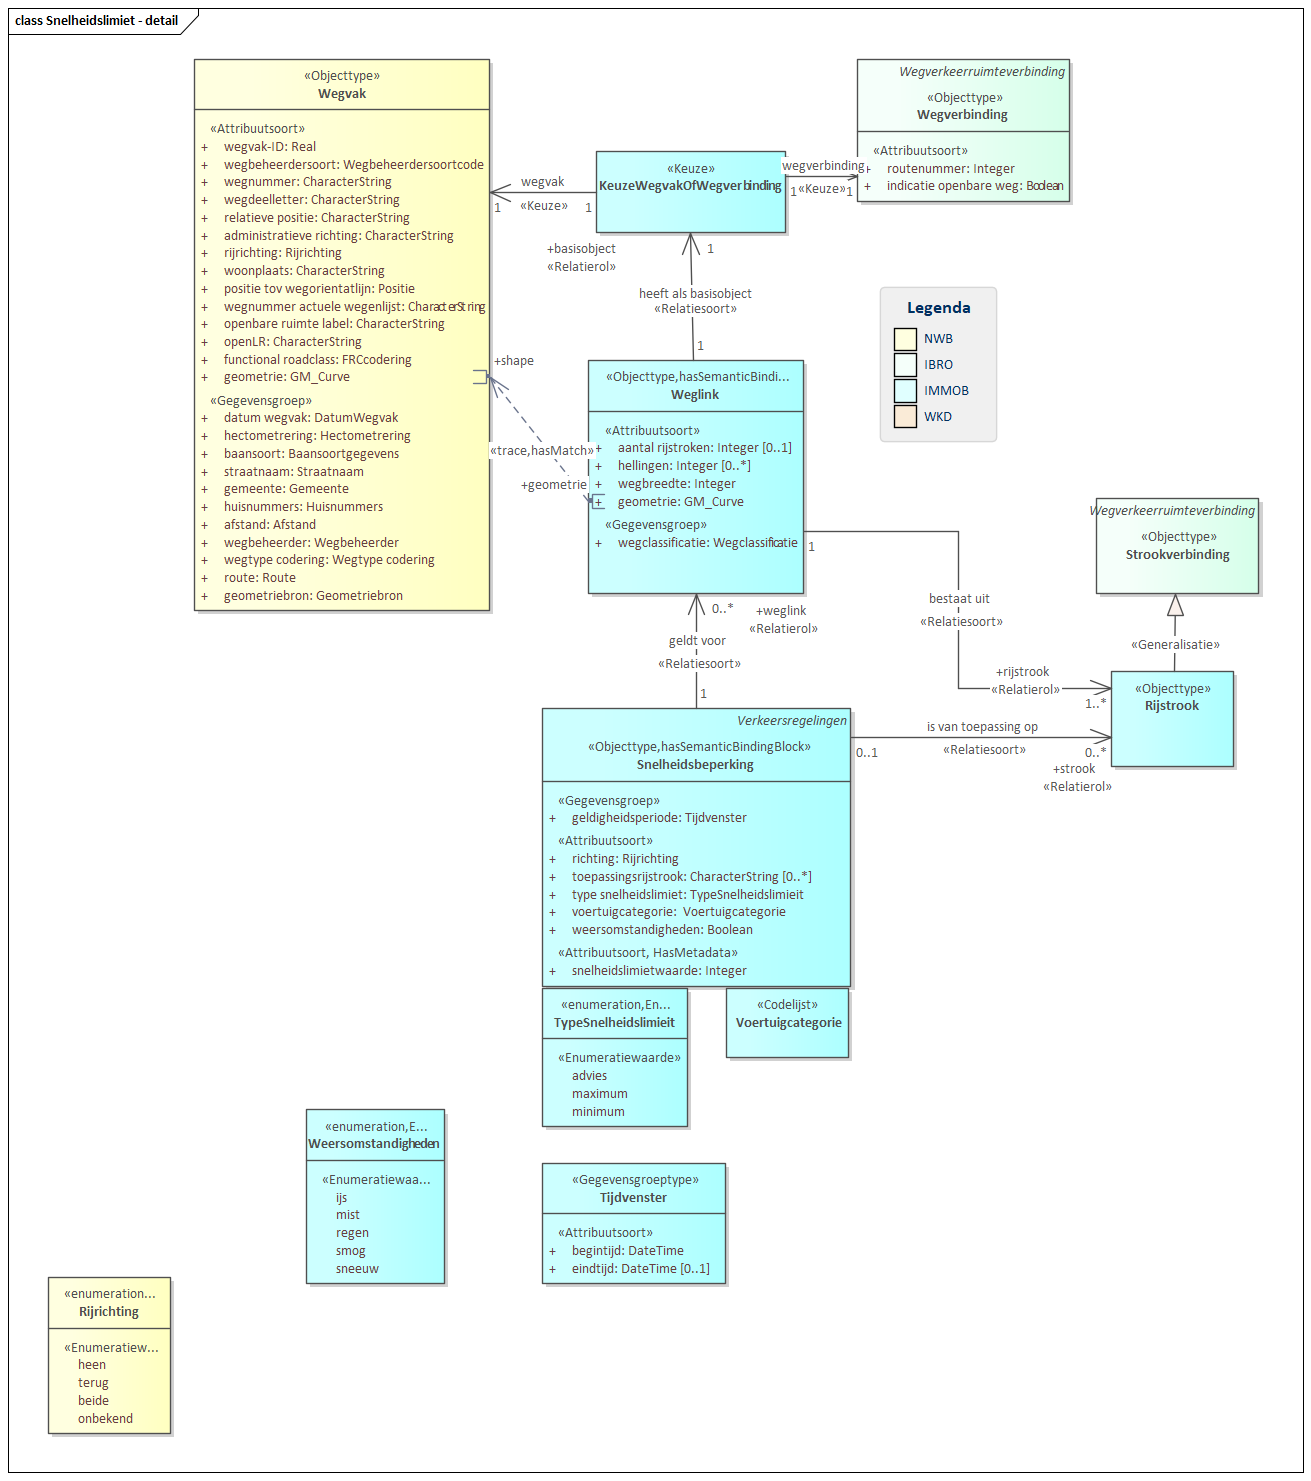 class Snelheidslimiet - detail
«Objecttype»
Wegvak
«Attribuutsoort»
+ wegvak-ID: Real
+ wegbeheerdersoort: Wegbeheerdersoortcode
+ wegnummer: CharacterString
+ wegdeelletter: CharacterString
+ relatieve positie: CharacterString
+ administratieve richting: CharacterString
+ rijrichting: Rijrichting
+ woonplaats: CharacterString
+ positie tov wegorientatlijn: Positie
+ wegnummer actuele wegenlijst: CharacterString
+ openbare ruimte label: CharacterString
+ openLR: CharacterString
+ functional roadclass: FRCcodering
+ geometrie: GM_Curve
«Gegevensgroep»
+ datum wegvak: DatumWegvak
+ hectometrering: Hectometrering
+ baansoort: Baansoortgegevens
+ straatnaam: Straatnaam
+ gemeente: Gemeente
+ huisnummers: Huisnummers
+ afstand: Afstand
+ wegbeheerder: Wegbeheerder
+ wegtype codering: Wegtype codering
+ route: Route
+ geometriebron: Geometriebron
wegvak
«Keuze»
1
1
«Keuze»
KeuzeWegvakOfWegverbinding
wegverbinding
1 «Keuze» 1
Wegverkeerruimteverbinding
«Objecttype»
Wegverbinding
«Attribuutsoort»
+ routenummer: Integer
+ indicatie openbare weg: Boolean
+basisobject
«Relatierol»
1
heeft als basisobject
«Relatiesoort»
1
Legenda
NWB
IBRO
IMMOB
WKD
+shape
«trace,hasMatch»
+geometrie
«Objecttype,hasSemanticBindi...
Weglink
«Attribuutsoort»
+ aantal rijstroken: Integer [0..1]
+ hellingen: Integer [0..*]
+ wegbreedte: Integer
+ geometrie: GM_Curve
«Gegevensgroep»
+ wegclassificatie: Wegclassificatie
1
bestaat uit
«Relatiesoort»
+rijstrook
«Relatierol»
1..*
Wegverkeerruimteverbinding
«Objecttype»
Strookverbinding
«Generalisatie»
«Objecttype»
Rijstrook
0..*
+weglink
«Relatierol»
geldt voor
«Relatiesoort»
1
Verkeersregelingen
«Objecttype,hasSemanticBindingBlock»
Snelheidsbeperking
«Gegevensgroep»
+ geldigheidsperiode: Tijdvenster
«Attribuutsoort»
+ richting: Rijrichting
+ toepassingsrijstrook: CharacterString [0..*]
+ type snelheidslimiet: TypeSnelheidslimieit
+ voertuigcategorie: Voertuigcategorie
+ weersomstandigheden: Boolean
«Attribuutsoort, HasMetadata»
+ snelheidslimietwaarde: Integer
is van toepassing op
«Relatiesoort»
0..1
0..*
+strook
«Relatierol»
«enumeration,En...
TypeSnelheidslimieit
«Enumeratiewaarde»
advies
maximum
minimum
«Codelijst»
Voertuigcategorie
«enumeration,E...
Weersomstandigheden
«Enumeratiewaa...
ijs
mist
regen
smog
sneeuw
«Gegevensgroeptype»
Tijdvenster
«Attribuutsoort»
+ begintijd: DateTime
+ eindtijd: DateTime [0..1]
«enumeration...
Rijrichting
«Enumeratiew...
heen
terug
beide
onbekend